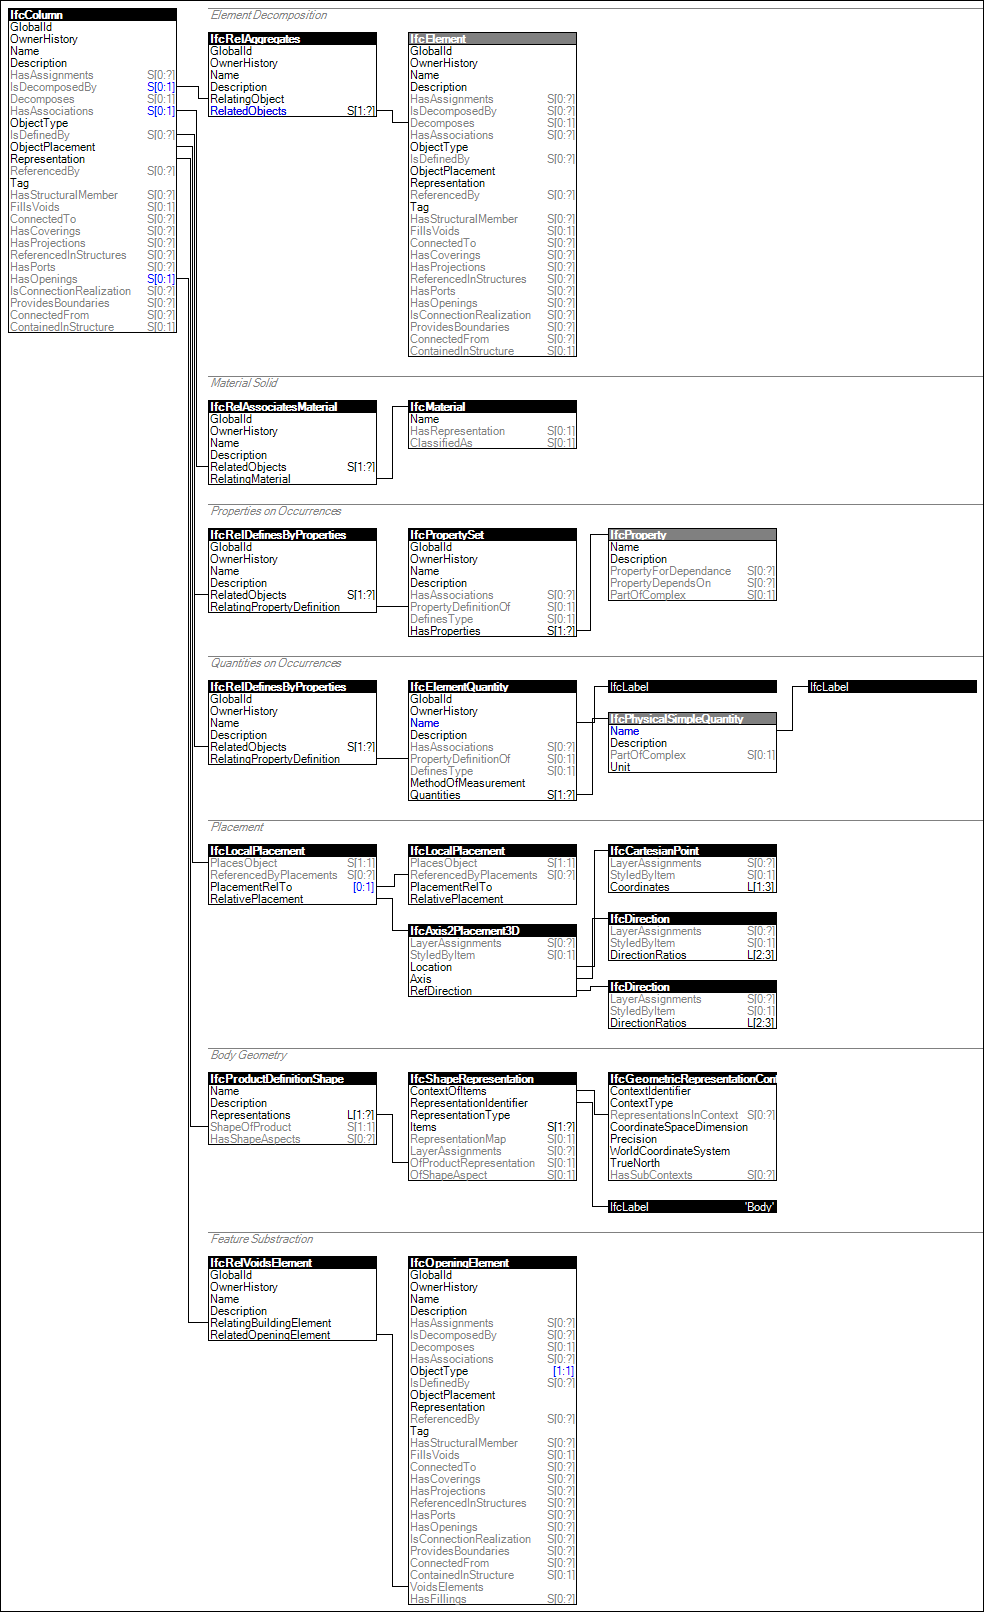 IfcColumn
GlobalId
OwnerHistory
Name
Description
HasAssignments S[0:?]
IsDecomposedBy S[0:1]
Decomposes S[0:1]
HasAssociations S[0:1]
ObjectType
IsDefinedBy S[0:?]
ObjectPlacement
Representation
ReferencedBy S[0:?]
Tag
HasStructuralMember S[0:?]
FillsVoids S[0:1]
ConnectedTo S[0:?]
HasCoverings S[0:?]
HasProjections S[0:?]
ReferencedInStructures S[0:?]
HasPorts S[0:?]
HasOpenings S[0:1]
IsConnectionRealization S[0:?]
ProvidesBoundaries S[0:?]
ConnectedFrom S[0:?]
ContainedInStructure S[0:1]
Element Decomposition
IfcRelAggregates
GlobalId
OwnerHistory
Name
Description
RelatingObject
RelatedObjects S[1:?]
IfcElement
GlobalId
OwnerHistory
Name
Description
HasAssignments S[0:?]
IsDecomposedBy S[0:?]
Decomposes S[0:1]
HasAssociations S[0:?]
ObjectType
IsDefinedBy S[0:?]
ObjectPlacement
Representation
ReferencedBy S[0:?]
Tag
HasStructuralMember S[0:?]
FillsVoids S[0:1]
ConnectedTo S[0:?]
HasCoverings S[0:?]
HasProjections S[0:?]
ReferencedInStructures S[0:?]
HasPorts S[0:?]
HasOpenings S[0:?]
IsConnectionRealization S[0:?]
ProvidesBoundaries S[0:?]
ConnectedFrom S[0:?]
ContainedInStructure S[0:1]
Material Solid
IfcRelAssociatesMaterial
GlobalId
OwnerHistory
Name
Description
RelatedObjects S[1:?]
RelatingMaterial
IfcMaterial
Name
HasRepresentation S[0:1]
ClassifiedAs S[0:1]
Properties on Occurrences
IfcRelDefinesByProperties
GlobalId
OwnerHistory
Name
Description
RelatedObjects S[1:?]
RelatingPropertyDefinition
IfcPropertySet
GlobalId
OwnerHistory
Name
Description
HasAssociations S[0:?]
PropertyDefinitionOf S[0:1]
DefinesType S[0:1]
HasProperties S[1:?]
IfcProperty
Name
Description
PropertyForDependance S[0:?]
PropertyDependsOn S[0:?]
PartOfComplex S[0:1]
Quantities on Occurrences
IfcRelDefinesByProperties
GlobalId
OwnerHistory
Name
Description
RelatedObjects S[1:?]
RelatingPropertyDefinition
IfcElementQuantity
GlobalId
OwnerHistory
Name
Description
HasAssociations S[0:?]
PropertyDefinitionOf S[0:1]
DefinesType S[0:1]
MethodOfMeasurement
Quantities S[1:?]
IfcLabel
IfcPhysicalSimpleQuantity
Name
Description
PartOfComplex S[0:1]
Unit
IfcLabel
Placement
IfcLocalPlacement
PlacesObject S[1:1]
ReferencedByPlacements S[0:?]
PlacementRelTo [0:1]
RelativePlacement
IfcLocalPlacement
PlacesObject S[1:1]
ReferencedByPlacements S[0:?]
PlacementRelTo
RelativePlacement
IfcAxis2Placement3D
LayerAssignments S[0:?]
StyledByItem S[0:1]
Location
Axis
RefDirection
IfcCartesianPoint
LayerAssignments S[0:?]
StyledByItem S[0:1]
Coordinates L[1:3]
IfcDirection
LayerAssignments S[0:?]
StyledByItem S[0:1]
DirectionRatios L[2:3]
IfcDirection
LayerAssignments S[0:?]
StyledByItem S[0:1]
DirectionRatios L[2:3]
Body Geometry
IfcProductDefinitionShape
Name
Description
Representations L[1:?]
ShapeOfProduct S[1:1]
HasShapeAspects S[0:?]
IfcShapeRepresentation
ContextOfItems
RepresentationIdentifier
RepresentationType
Items S[1:?]
RepresentationMap S[0:1]
LayerAssignments S[0:?]
OfProductRepresentation S[0:1]
OfShapeAspect S[0:1]
IfcGeometricRepresentationCont
ContextIdentifier
ContextType
RepresentationsInContext S[0:?]
CoordinateSpaceDimension
Precision
WorldCoordinateSystem
TrueNorth
HasSubContexts S[0:?]
IfcLabel 'Body'
Feature Substraction
IfcRelVoidsElement
GlobalId
OwnerHistory
Name
Description
RelatingBuildingElement
RelatedOpeningElement
IfcOpeningElement
GlobalId
OwnerHistory
Name
Description
HasAssignments S[0:?]
IsDecomposedBy S[0:?]
Decomposes S[0:1]
HasAssociations S[0:?]
ObjectType [1:1]
IsDefinedBy S[0:?]
ObjectPlacement
Representation
ReferencedBy S[0:?]
Tag
HasStructuralMember S[0:?]
FillsVoids S[0:1]
ConnectedTo S[0:?]
HasCoverings S[0:?]
HasProjections S[0:?]
ReferencedInStructures S[0:?]
HasPorts S[0:?]
HasOpenings S[0:?]
IsConnectionRealization S[0:?]
ProvidesBoundaries S[0:?]
ConnectedFrom S[0:?]
ContainedInStructure S[0:1]
VoidsElements
HasFillings S[0:?]